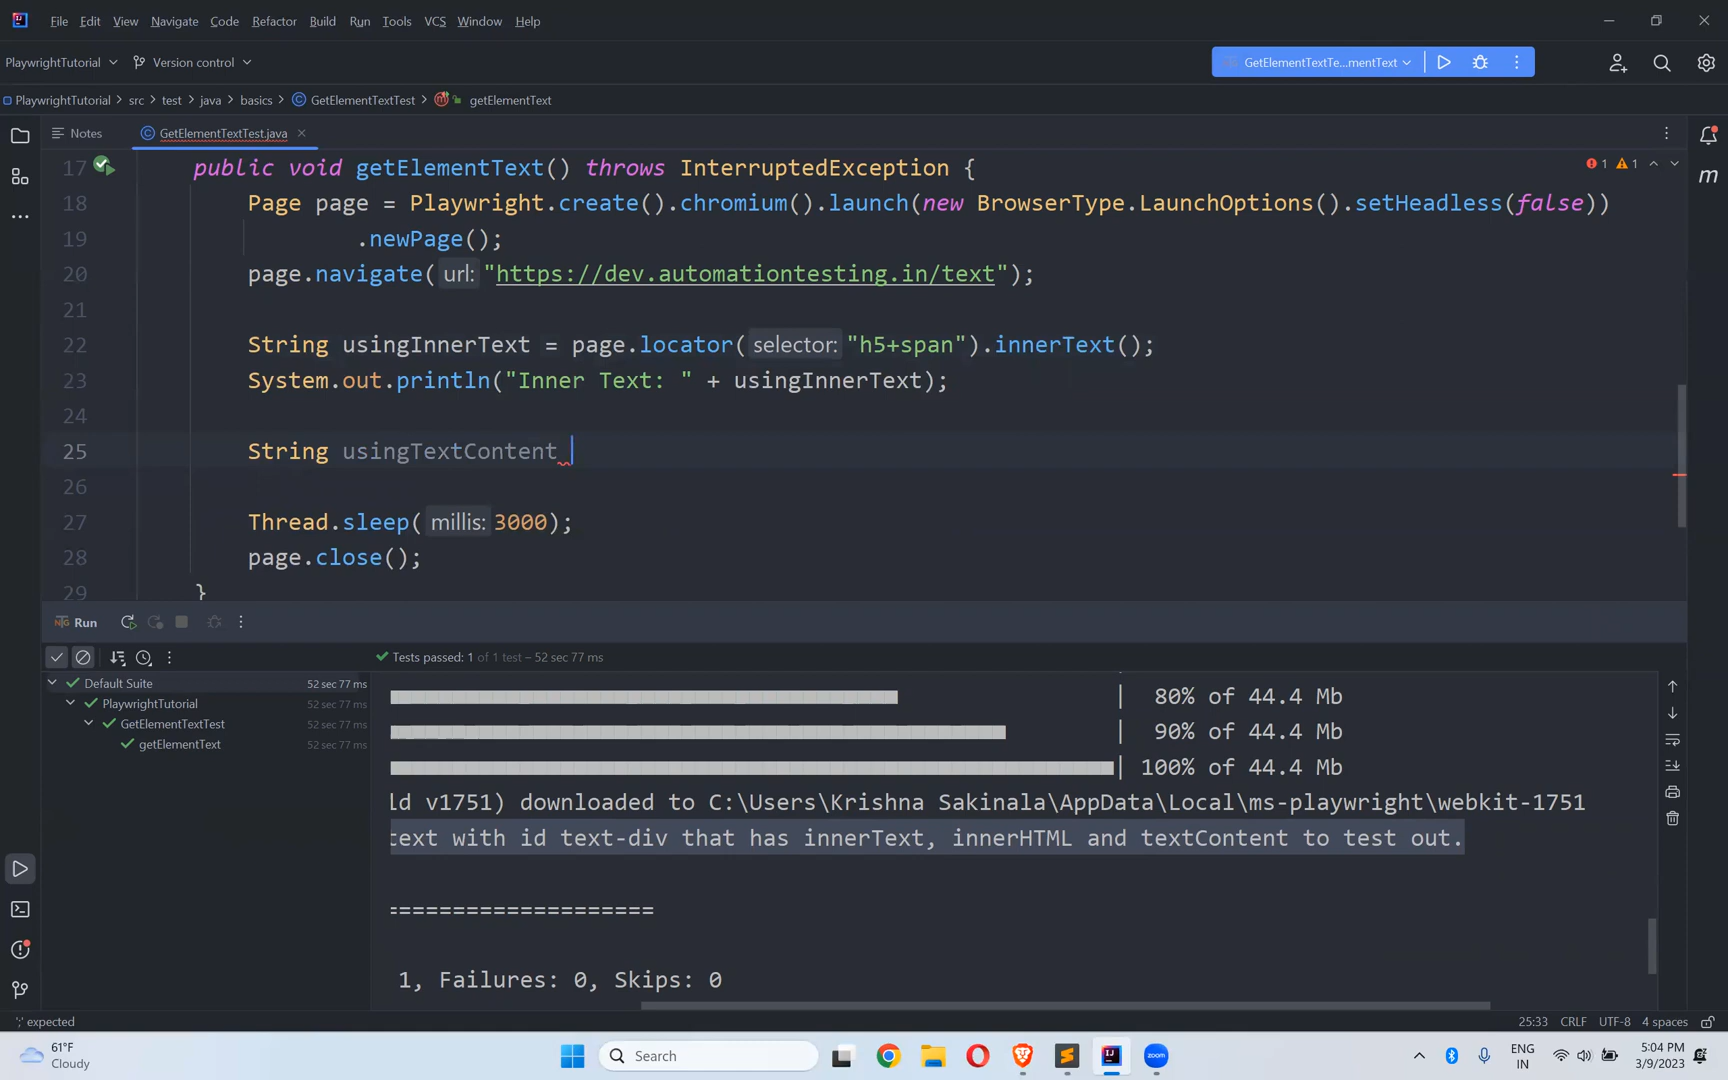 File Edit View Navigate Code Refactor Build Run Tools VCS Window Help
PlaywrightTutorial Version control GetElementTextTe...mentText
PlaywrightTutorial src test java basics GetElementTextTest getElementText
Notes GetElementTextTest.java
17 public void getElementText() throws InterruptedException { 1 1
18 Page page = Playwright.create().chromium().launch(new BrowserType.LaunchOptions().setHeadless(false))
19 .newPage();
20 page.navigate( url: "https://dev.automationtesting.in/text");
21
22 String usingInnerText = page.locator( selector: "h5+span").innerText();
23 System.out.println("Inner Text: " + usingInnerText);
24
25 String usingTextContent
26
27 Thread.sleep( millis: 3000);
28 page.close();
29 }
Run
Tests passed: 1 of 1 test – 52 sec 77 ms
Default Suite 52 sec 77 ms
PlaywrightTutorial 52 sec 77 ms
GetElementTextTest 52 sec 77 ms
getElementText 52 sec 77 ms
| 80% of 44.4 Mb
| 90% of 44.4 Mb
| 100% of 44.4 Mb
ld v1751) downloaded to C:\Users\Krishna Sakinala\AppData\Local\ms-playwright\webkit-1751
text with id text-div that has innerText, innerHTML and textContent to test out.
====================
1, Failures: 0, Skips: 0
';' expected 25:33 CRLF UTF-8 4 spaces
61°F
Cloudy
Search
zoom
ENG
IN
5:04 PM
3/9/2023